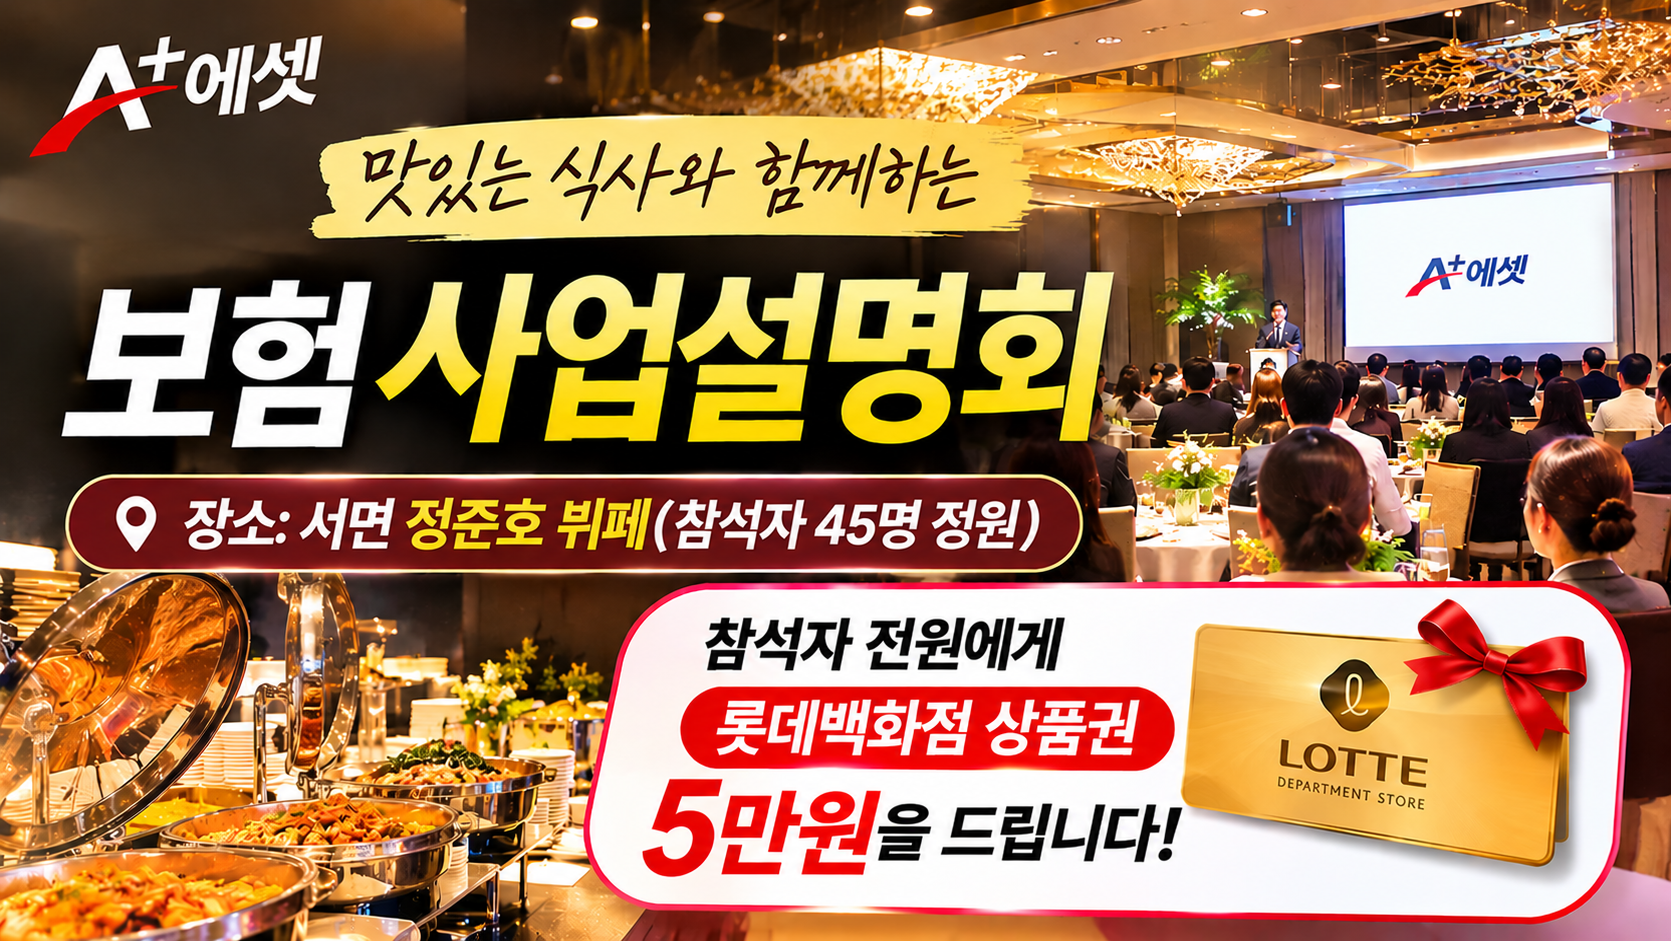 A+에셋
맛있는 식사와 함께하는
A+에셋
보험 사업설명회
장소: 서면 정준호 뷔페(참석자 45명 정원)
참석자 전원에게
롯데백화점 상품권
5만원을 드립니다!
l
LOTTE
DEPARTMENT STORE